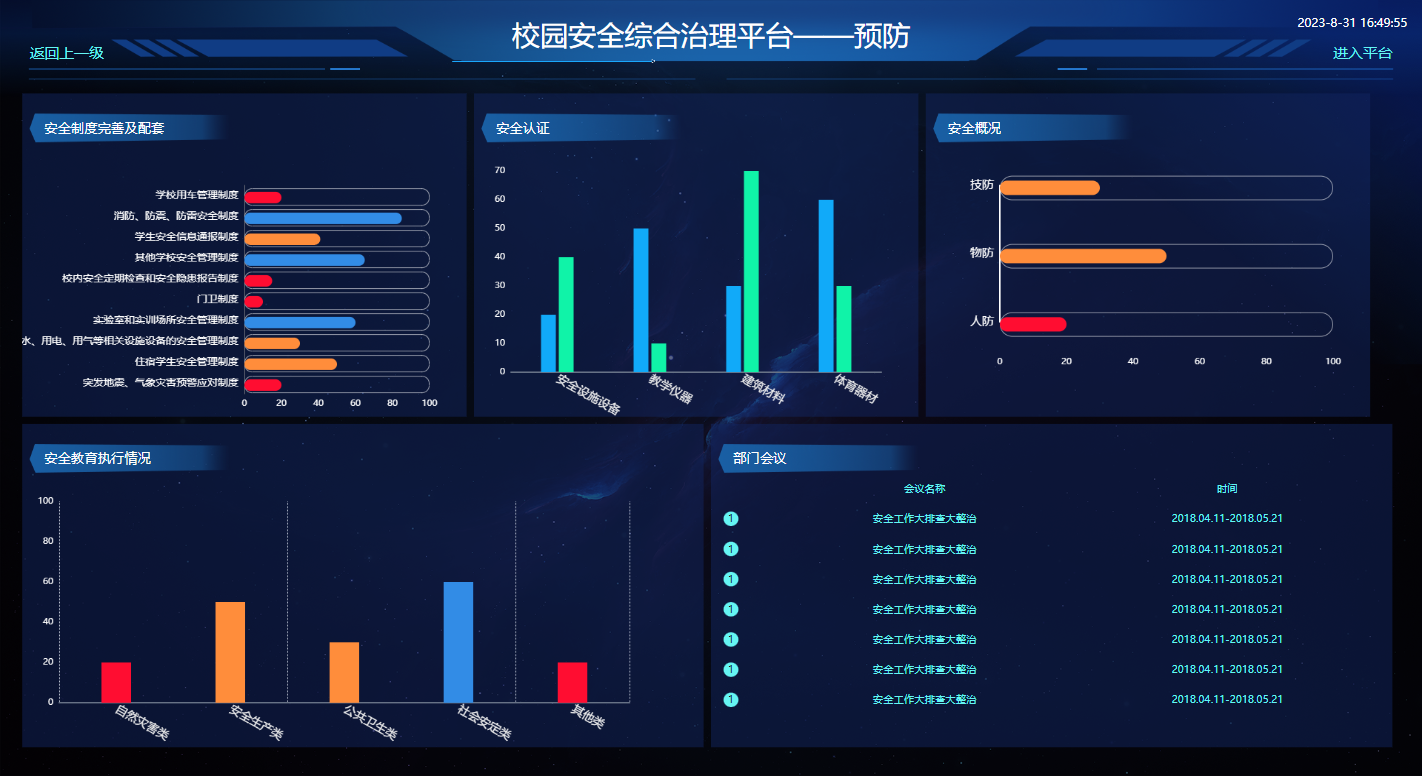 校园安全综合治理平台——预防
2023-8-31 16:49:55
返回上一级
进入平台
安全制度完善及配套
学校用车管理制度
消防、防震、防雷安全制度
学生安全信息通报制度
其他学校安全管理制度
校内安全定期检查和安全隐患报告制度
门卫制度
实验室和实训场所安全管理制度
水、用电、用气等相关设施设备的安全管理制度
住宿学生安全管理制度
突发地震、气象灾害预警应对制度
0 20 40 60 80 100
安全认证
70
60
50
40
30
20
10
0
安全设施设备 教学仪器 建筑材料 体育器材
安全概况
技防
物防
人防
0 20 40 60 80 100
安全教育执行情况
100
80
60
40
20
0
自然灾害类 安全生产类 公共卫生类 社会安定类 其他类
部门会议
会议名称 时间
1 安全工作大排查大整治 2018.04.11-2018.05.21
1 安全工作大排查大整治 2018.04.11-2018.05.21
1 安全工作大排查大整治 2018.04.11-2018.05.21
1 安全工作大排查大整治 2018.04.11-2018.05.21
1 安全工作大排查大整治 2018.04.11-2018.05.21
1 安全工作大排查大整治 2018.04.11-2018.05.21
1 安全工作大排查大整治 2018.04.11-2018.05.21